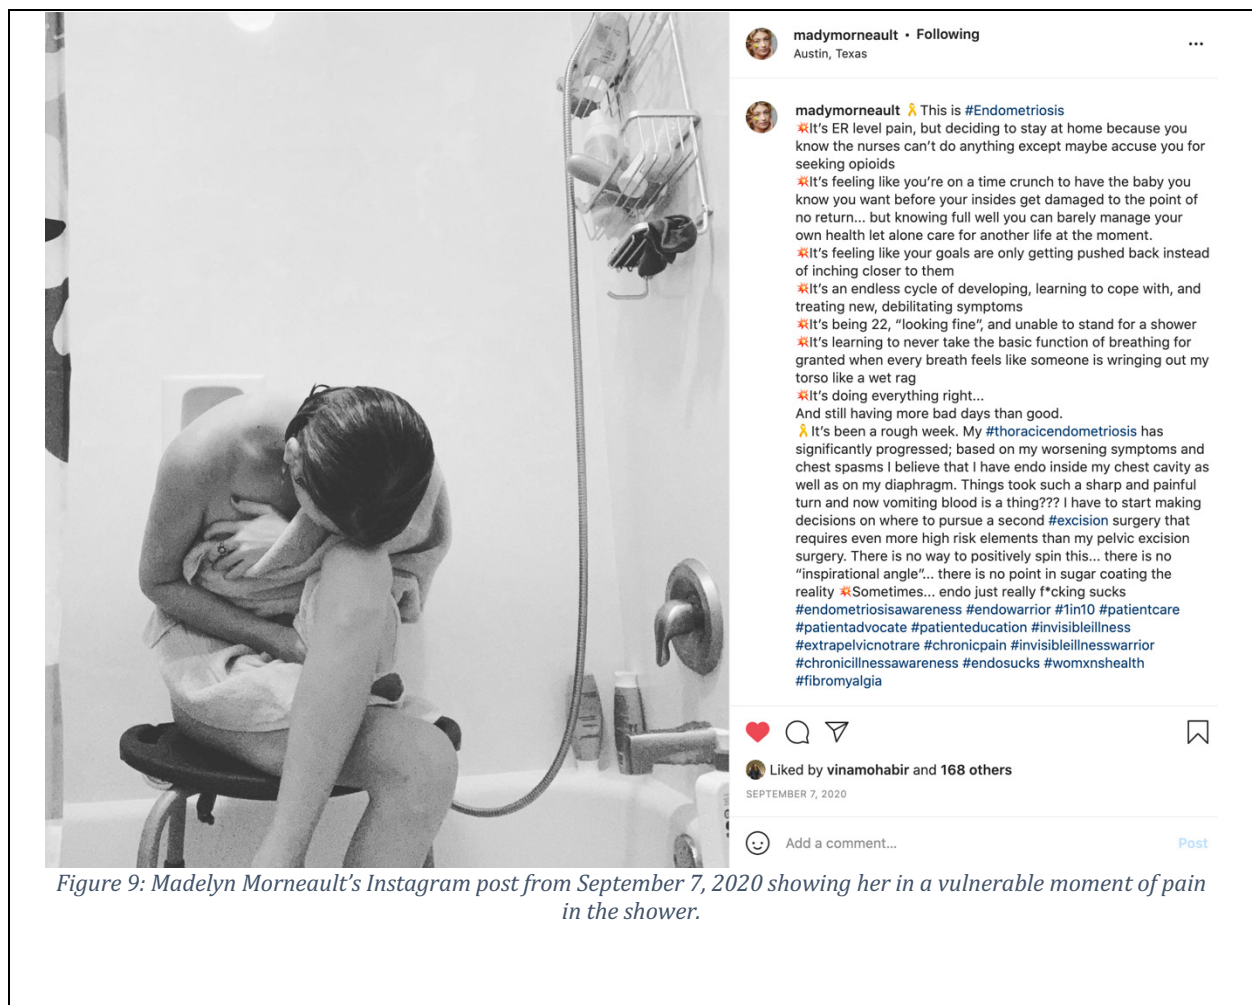 madymorneault • Following
Austin, Texas
madymorneault 🎗️This is #Endometriosis
💥It's ER level pain, but deciding to stay at home because you
know the nurses can't do anything except maybe accuse you for
seeking opioids
💥It's feeling like you're on a time crunch to have the baby you
know you want before your insides get damaged to the point of
no return... but knowing full well you can barely manage your
own health let alone care for another life at the moment.
💥It's feeling like your goals are only getting pushed back instead
of inching closer to them
💥It's an endless cycle of developing, learning to cope with, and
treating new, debilitating symptoms
💥It's being 22, "looking fine", and unable to stand for a shower
💥It's learning to never take the basic function of breathing for
granted when every breath feels like someone is wringing out my
torso like a wet rag
💥It's doing everything right...
And still having more bad days than good.
🎗️It's been a rough week. My #thoracicendometriosis has
significantly progressed; based on my worsening symptoms and
chest spasms I believe that I have endo inside my chest cavity as
well as on my diaphragm. Things took such a sharp and painful
turn and now vomiting blood is a thing??? I have to start making
decisions on where to pursue a second #excision surgery that
requires even more high risk elements than my pelvic excision
surgery. There is no way to positively spin this... there is no
"inspirational angle"... there is no point in sugar coating the
reality 💥Sometimes... endo just really f*cking sucks
#endometriosisawareness #endowarrior #1in10 #patientcare
#patientadvocate #patienteducation #invisibleillness
#extrapelvicnotrare #chronicpain #invisibleillnesswarrior
#chronicillnessawareness #endosucks #womxnshealth
#fibromyalgia
Liked by vinamohabir and 168 others
SEPTEMBER 7, 2020
Add a comment...
Post
Figure 9: Madelyn Morneault's Instagram post from September 7, 2020 showing her in a vulnerable moment of pain
in the shower.